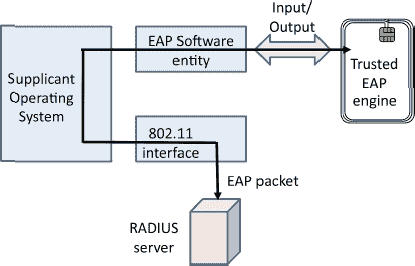 Input/
Output
EAP Software
entity
Supplicant
Operating
System
Trusted
EAP
engine
802.11
interface
EAP packet
RADIUS
server